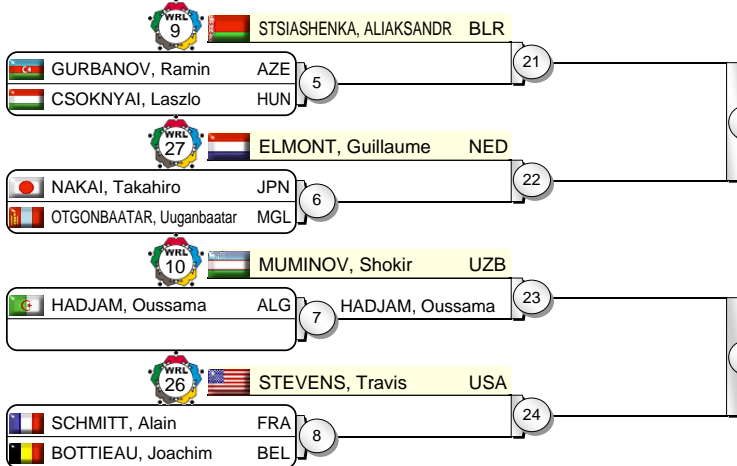 WRL 9 STSIASHENKA, ALIAKSANDR BLR
21
GURBANOV, Ramin AZE
5
CSOKNYAI, Laszlo HUN
WRL 27 ELMONT, Guillaume NED
22
NAKAI, Takahiro JPN
6
OTGONBAATAR, Uuganbaatar MGL
WRL 10 MUMINOV, Shokir UZB
23
HADJAM, Oussama ALG
7 HADJAM, Oussama
WRL 26 STEVENS, Travis USA
24
SCHMITT, Alain FRA
8
BOTTIEAU, Joachim BEL